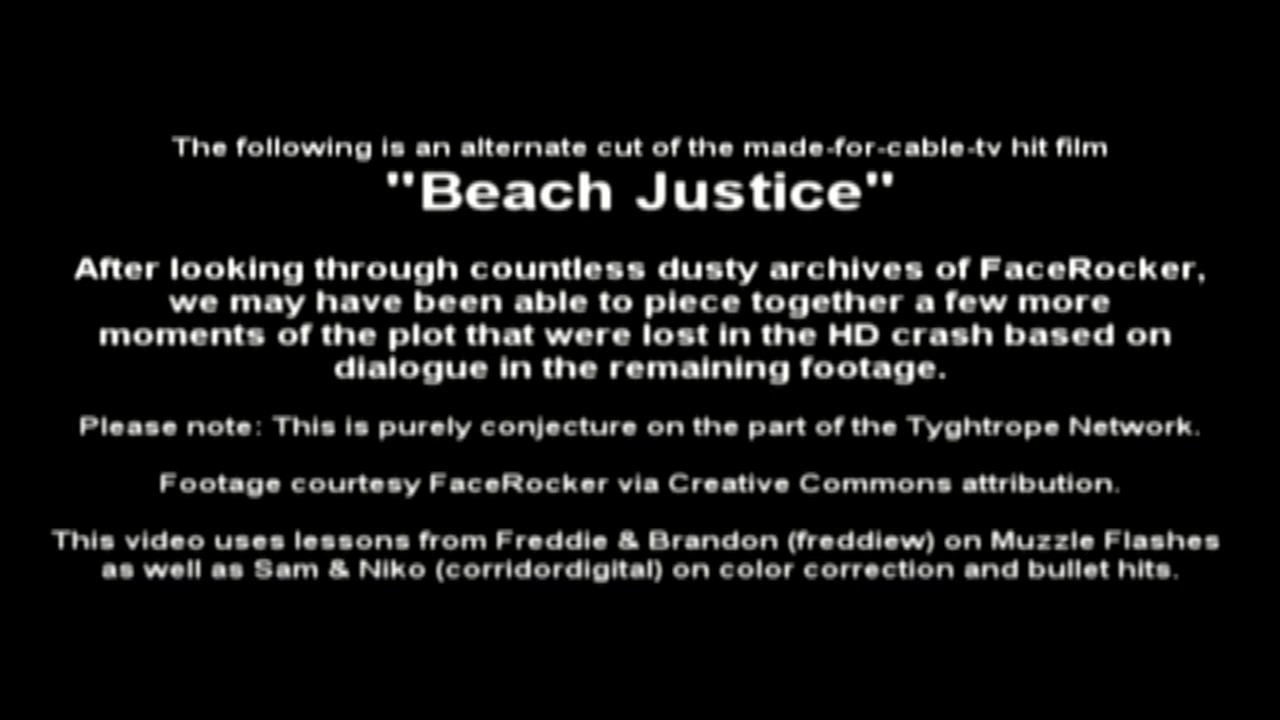 The following is an alternate cut of the made-for-cable-tv hit film
"Beach Justice"
After looking through countless dusty archives of FaceRocker,
we may have been able to piece together a few more
moments of the plot that were lost in the HD crash based on
dialogue in the remaining footage.
Please note: This is purely conjecture on the part of the Tyghtrope Network.
Footage courtesy FaceRocker via Creative Commons attribution.
This video uses lessons from Freddie & Brandon (freddiew) on Muzzle Flashes
as well as Sam & Niko (corridordigital) on color correction and bullet hits.